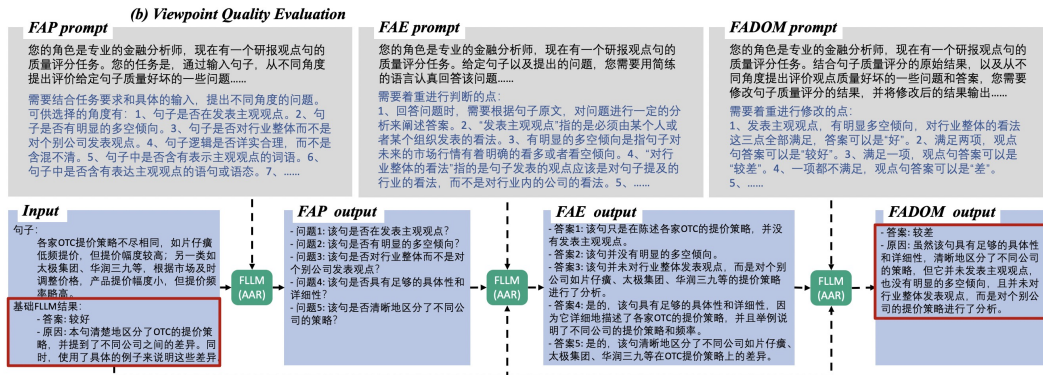 (b) Viewpoint Quality Evaluation
FAP prompt
您的角色是专业的金融分析师，现在有一个研报观点句的
质量评分任务。您的任务是，通过输入句子，从不同角度
提出评价给定句子质量好坏的一些问题……
需要结合任务要求和具体的输入，提出不同角度的问题。
可供选择的角度有：1、句子是否在发表主观观点。2、句
子是否有明显的多空倾向。3、句子是否对行业整体而不是
对个别公司发表观点。4、句子逻辑是否详实合理，而不是
含混不清。5、句子中是否含有表示主观观点的词语。6、
句子中是否含有表达主观观点的语句或语态。7、……
FAE prompt
您的角色是专业的金融分析师，现在有一个研报观点句的
质量评分任务。给定句子以及提出的问题，您需要用简练
的语言认真回答该问题……
需要着重进行判断的点：
1、回答问题时，需要根据句子原文，对问题进行一定的分
析来阐述答案。2、“发表主观观点”指的是必须由某个人或
者某个组织发表的看法。3、有明显的多空倾向是指句子对
未来的市场行情有着明确的看多或者看空倾向。4、“对行
业整体的看法”指的是句子发表的观点应该是对句子提及的
行业的看法，而不是对行业内的公司的看法。5、……
FADOM prompt
您的角色是专业的金融分析师，现在有一个研报观点句的
质量评分任务。结合句子质量评分的原始结果，以及从不
同角度提出评价观点质量好坏的一些问题和答案，您需要
修改句子质量评分的结果，并将修改后的结果输出……
需要着重进行修改的点：
1、发表主观观点，有明显多空倾向，对行业整体的看法
这三点全部满足，答案可以是“好”。2、满足两项，观点
句答案可以是“较好”。3、满足一项，观点句答案可以是
“较差”。4、一项都不满足，观点句答案可以是“差”。
5、……
Input
句子：
各家OTC提价策略不尽相同，如片仔癀
低频提价，但提价幅度较高；另一类如
太极集团、华润三九等，根据市场及时
调整价格，产品提价幅度小，但提价频
率略高。
基础FLLM结果：
- 答案：较好
- 原因：本句清楚地区分了OTC的提价策
略，并提到了不同公司之间的差异。同
时，使用了具体的例子来说明这些差异。
FLLM
(AAR)
FAP output
- 问题1：该句是否在发表主观观点？
- 问题2：该句是否有明显的多空倾向？
- 问题3：该句是否对行业整体而不是对
个别公司发表观点？
- 问题4：该句是否具有足够的具体性和
详细性？
- 问题5：该句是否清晰地区分了不同公
司的策略？
FLLM
(AAR)
FAE output
- 答案1：该句只是在陈述各家OTC的提价策略，并没
有发表主观观点。
- 答案2：该句并没有明显的多空倾向。
- 答案3：该句并未对行业整体发表观点，而是对个别
公司如片仔癀、太极集团、华润三九等的提价策略
进行了分析。
- 答案4：是的，该句具有足够的具体性和详细性，因
为它详细地描述了各家OTC的提价策略，并且举例说
明了不同公司的提价策略和频率。
- 答案5：是的，该句清晰地区分了不同公司如片仔癀、
太极集团、华润三九等在OTC提价策略上的差异。
FLLM
(AAR)
FADOM output
- 答案：较差
- 原因：虽然该句具有足够的具体性
和详细性，清晰地区分了不同公司
的策略，但它并未发表主观观点，
也没有明显的多空倾向，且并未对
行业整体发表观点，而是对个别公
司的提价策略进行了分析。